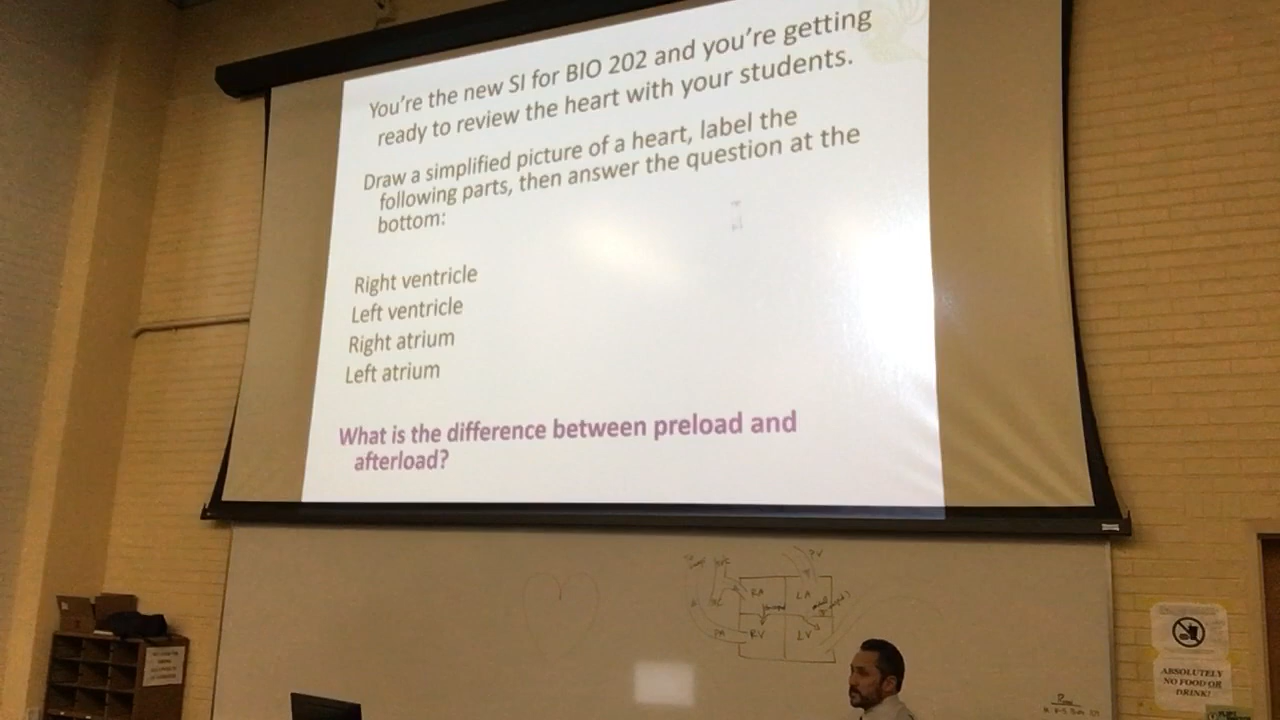 You're the new SI for BIO 202 and you're getting
ready to review the heart with your students.
Draw a simplified picture of a heart, label the
following parts, then answer the question at the
bottom:
Right ventricle
Left ventricle
Right atrium
Left atrium
What is the difference between preload and
afterload?
PV
RA
LA
PA
RV
LV
ABSOLUTELY
NO FOOD OR
DRINK!